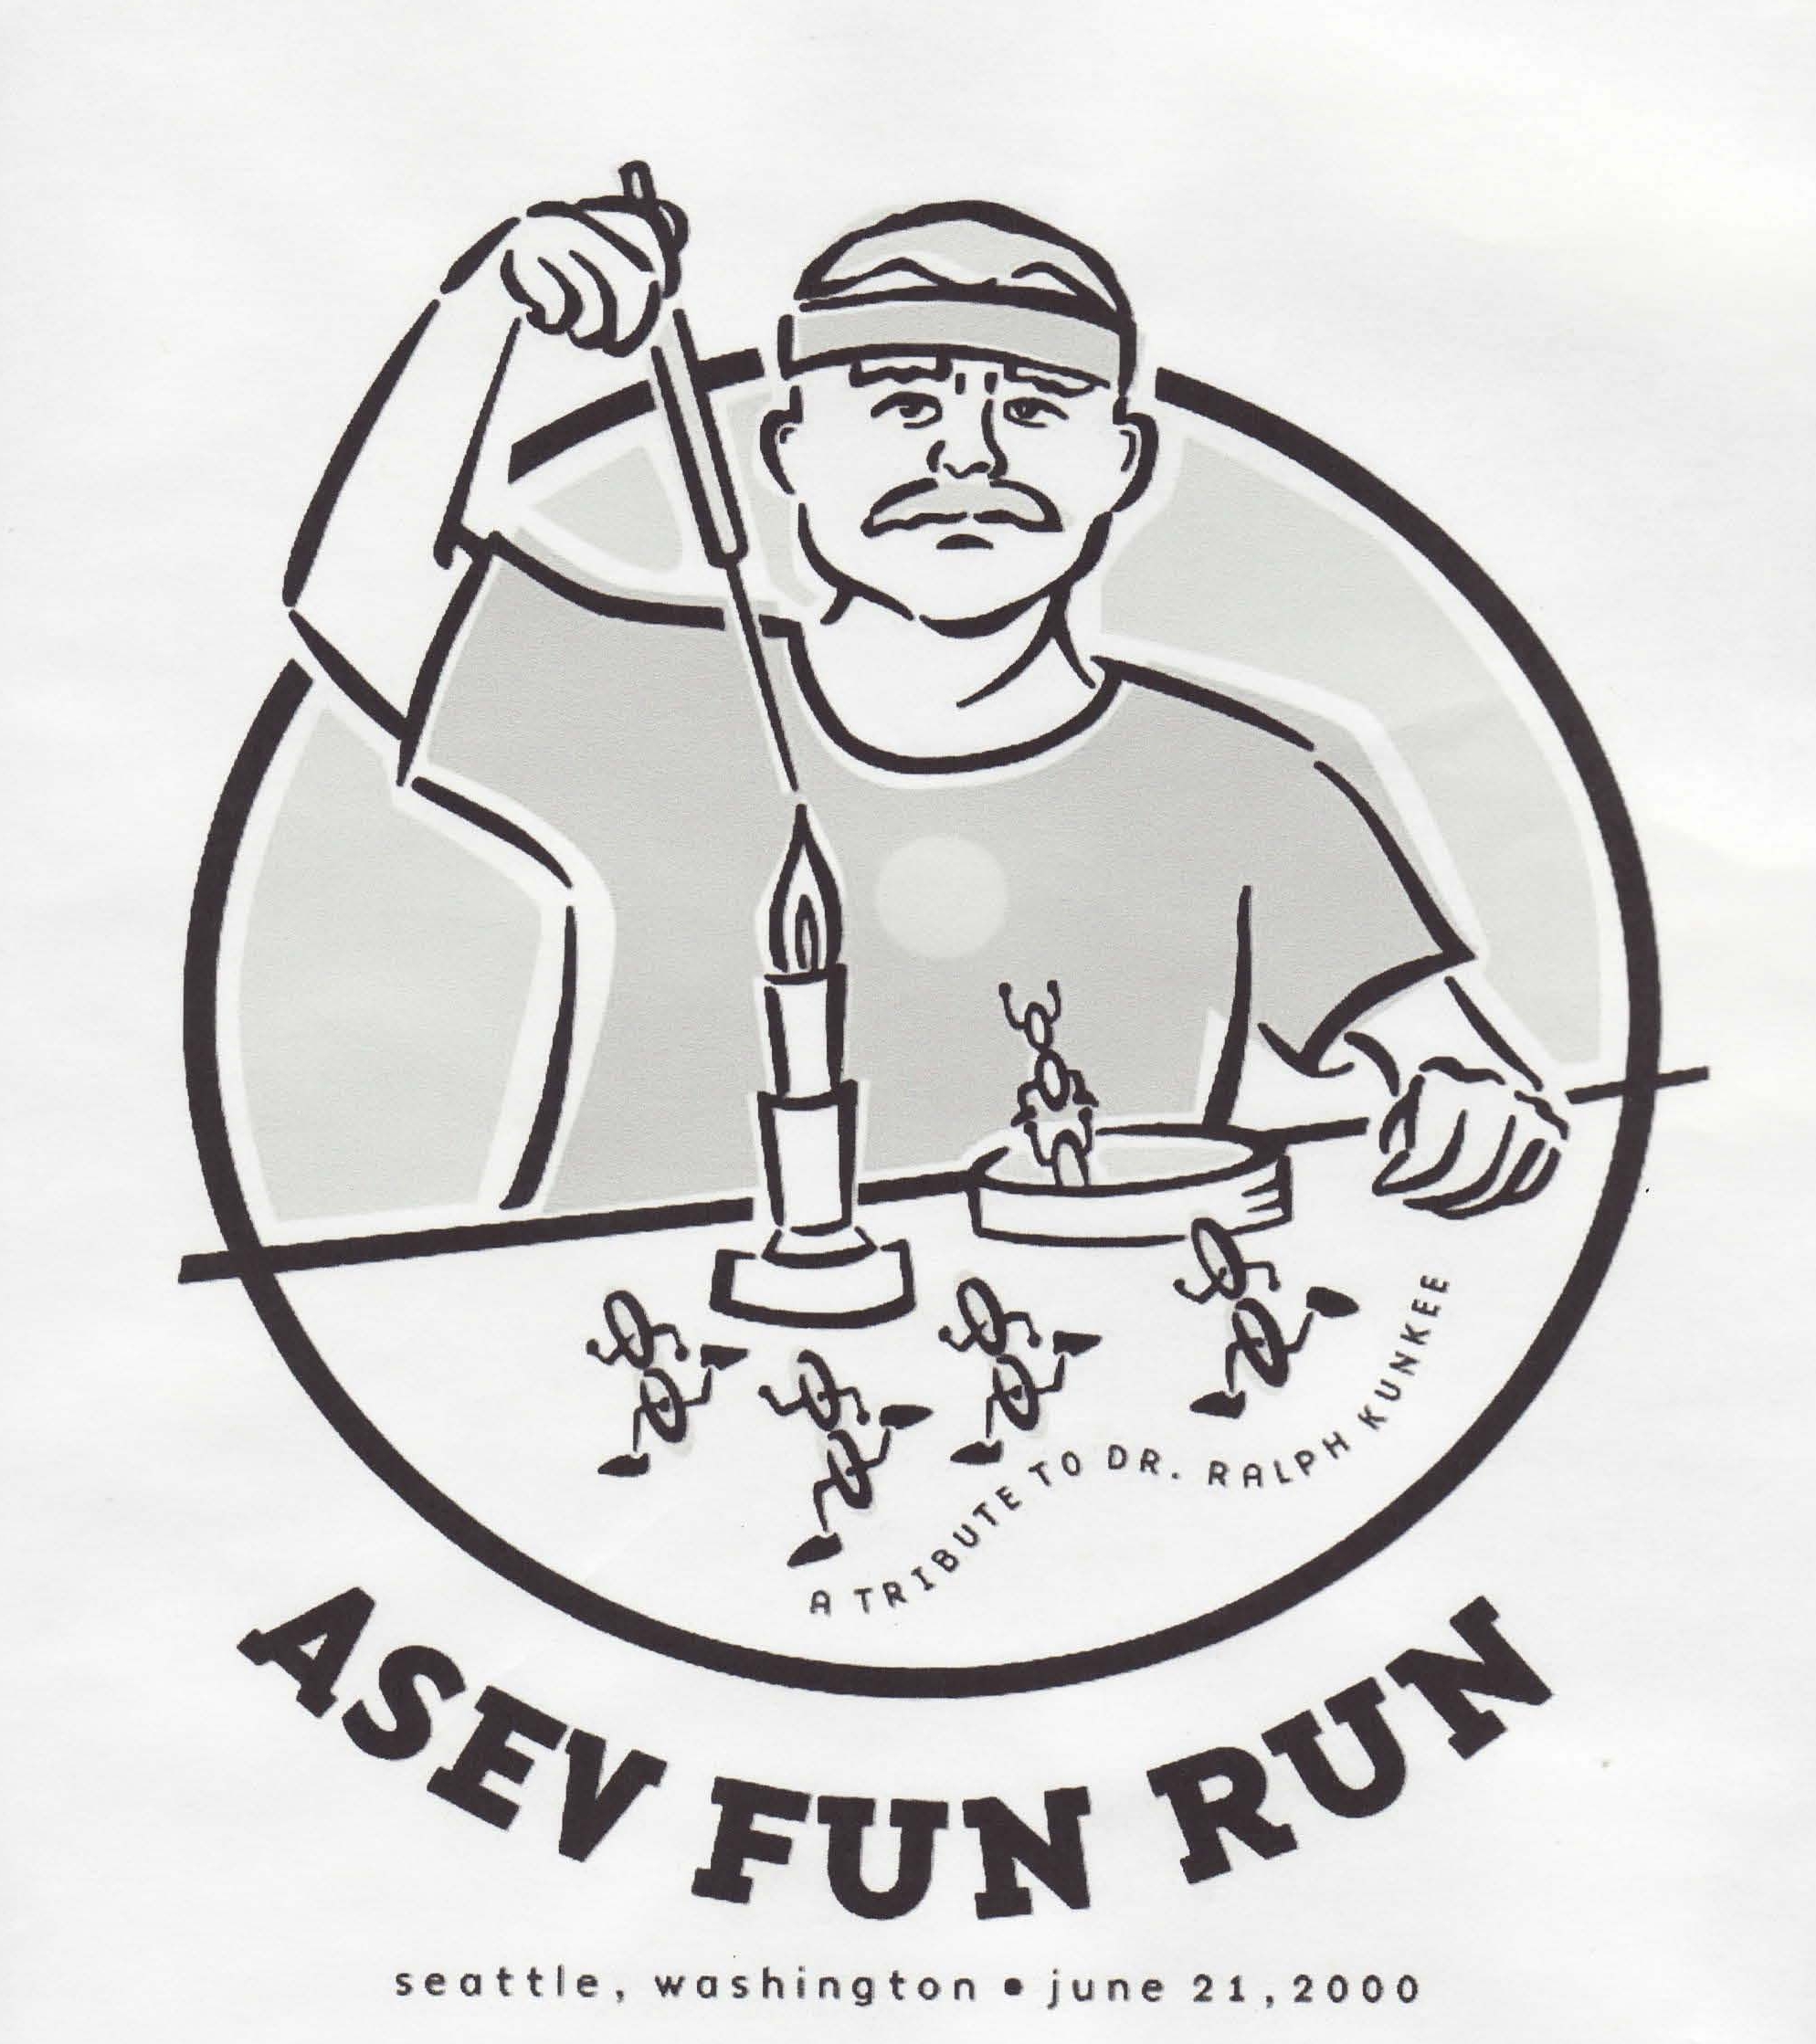 A TRIBUTE TO DR. RALPH KUNKEE
ASEV FUN RUN
seattle, washington • june 21, 2000